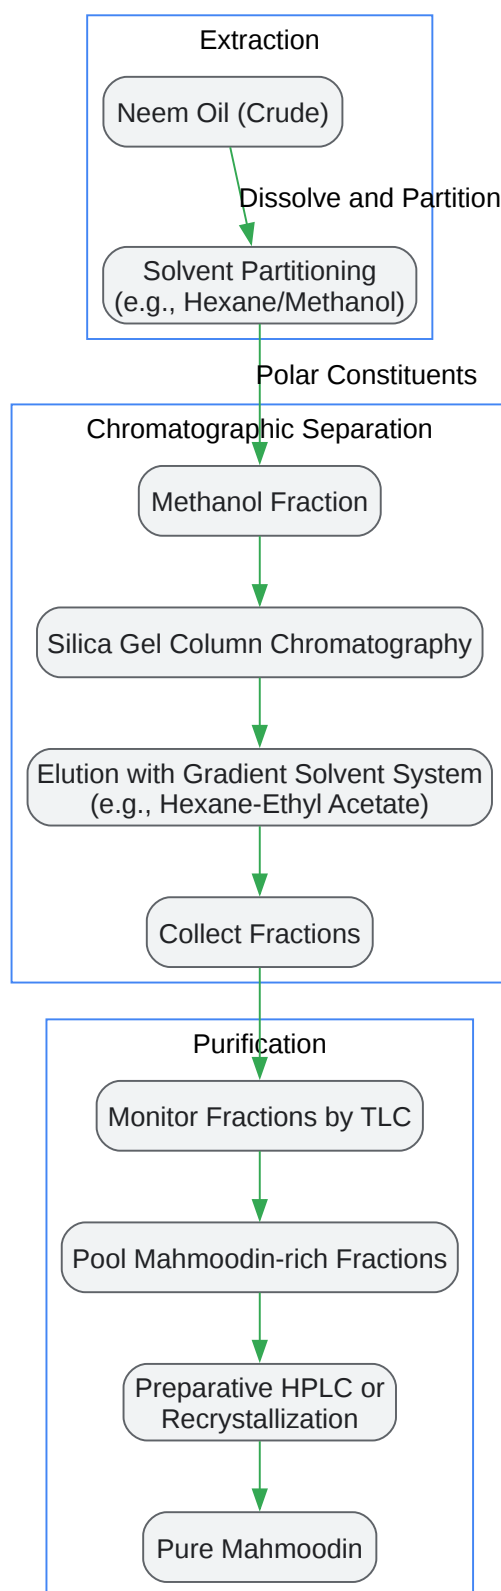 Extraction
Neem Oil (Crude)
Dissolve and Partition
Solvent Partitioning
(e.g., Hexane/Methanol)
Polar Constituents
Chromatographic Separation
Methanol Fraction
Silica Gel Column Chromatography
Elution with Gradient Solvent System
(e.g., Hexane-Ethyl Acetate)
Collect Fractions
Purification
Monitor Fractions by TLC
Pool Mahmoodin-rich Fractions
Preparative HPLC or
Recrystallization
Pure Mahmoodin